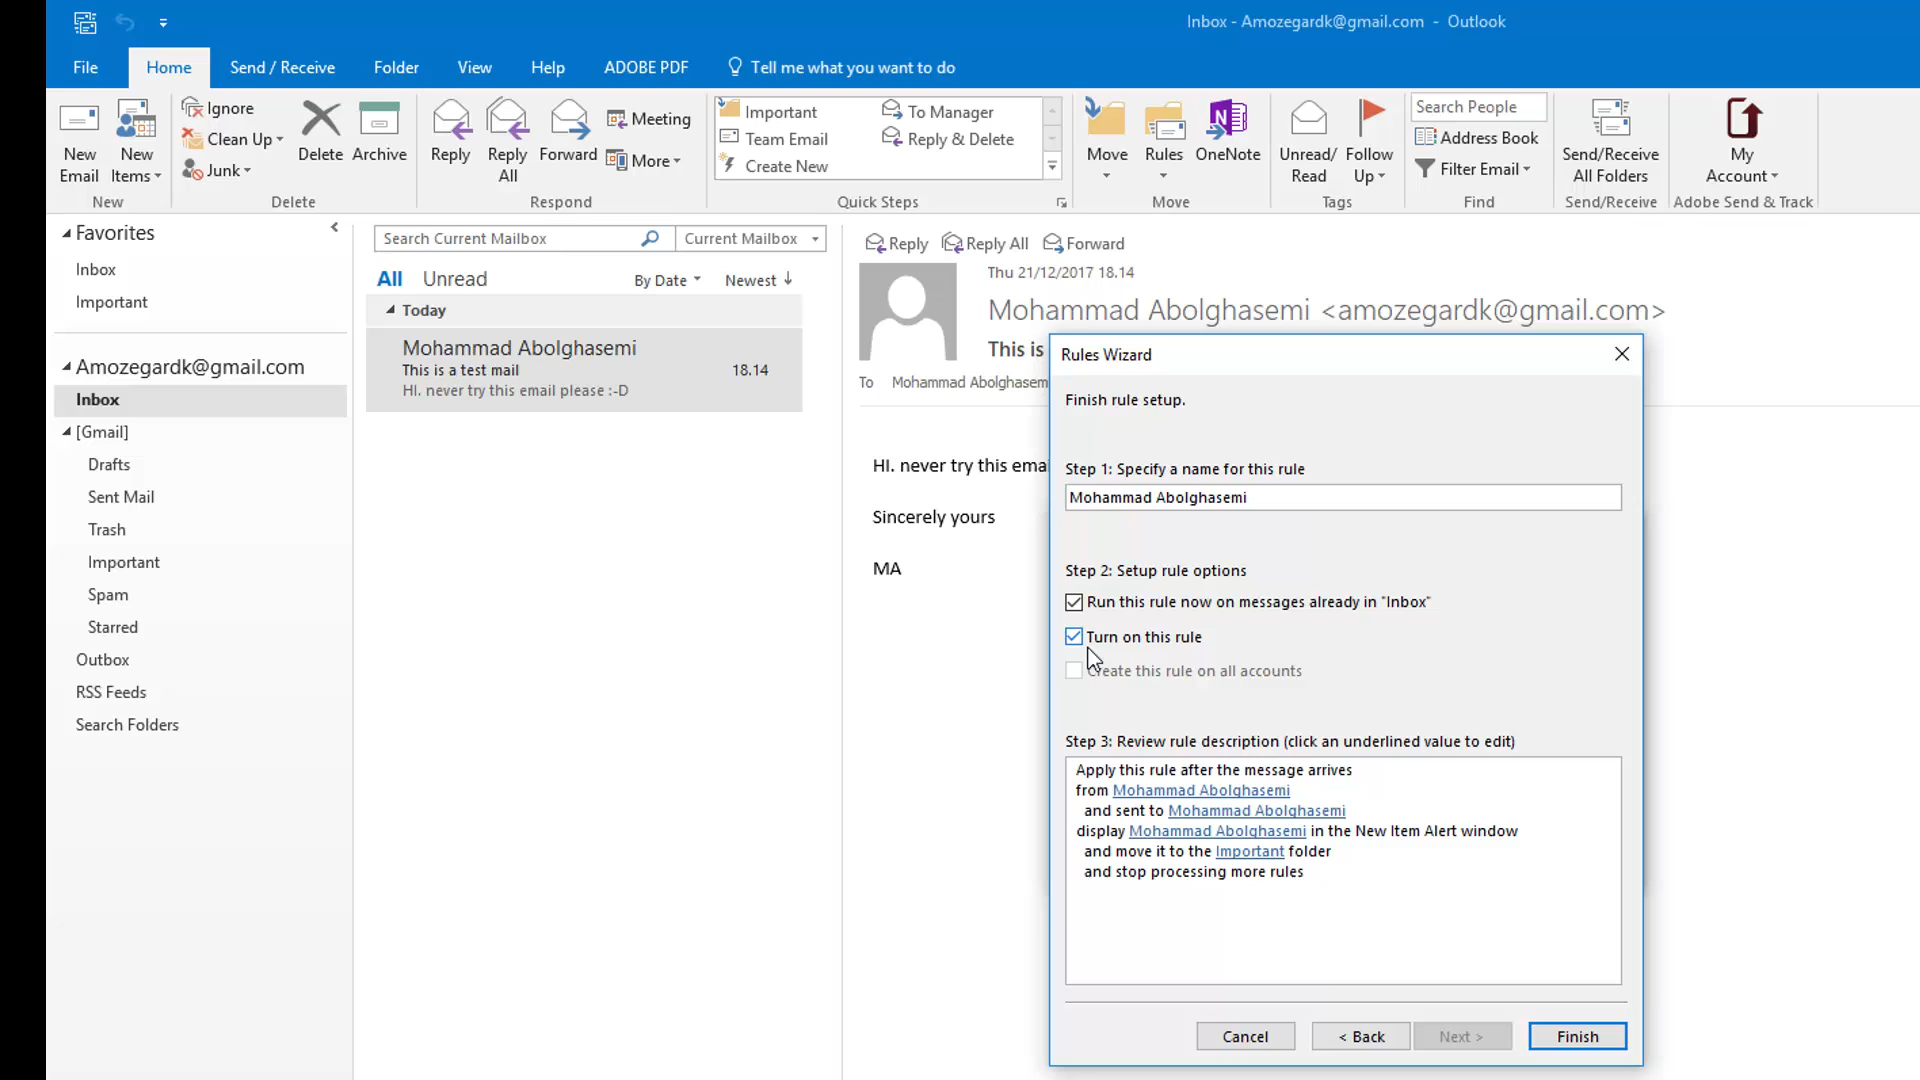 Inbox - Amozegardk@gmail.com - Outlook
File Home Send / Receive Folder View Help ADOBE PDF Tell me what you want to do
New Email
New Items
Ignore
Clean Up
Junk
Delete
Archive
Reply
Reply All
Forward
Meeting
More
Important
Team Email
Create New
To Manager
Reply & Delete
Move
Rules
OneNote
Unread/ Read
Follow Up
Search People
Address Book
Filter Email
Send/Receive All Folders
My Account
New Delete Respond Quick Steps Move Tags Find Send/Receive Adobe Send & Track
Favorites
Inbox
Important
Amozegardk@gmail.com
Inbox
[Gmail]
Drafts
Sent Mail
Trash
Important
Spam
Starred
Outbox
RSS Feeds
Search Folders
Search Current Mailbox Current Mailbox
All Unread By Date Newest
Today
Mohammad Abolghasemi
This is a test mail 18.14
HI. never try this email please :-D
Reply Reply All Forward
Thu 21/12/2017 18.14
Mohammad Abolghasemi <amozegardk@gmail.com>
This is
To Mohammad Abolghasem
HI. never try this emai
Sincerely yours
MA
Rules Wizard
Finish rule setup.
Step 1: Specify a name for this rule
Mohammad Abolghasemi
Step 2: Setup rule options
Run this rule now on messages already in "Inbox"
Turn on this rule
Create this rule on all accounts
Step 3: Review rule description (click an underlined value to edit)
Apply this rule after the message arrives
from Mohammad Abolghasemi
and sent to Mohammad Abolghasemi
display Mohammad Abolghasemi in the New Item Alert window
and move it to the Important folder
and stop processing more rules
Cancel < Back Next > Finish